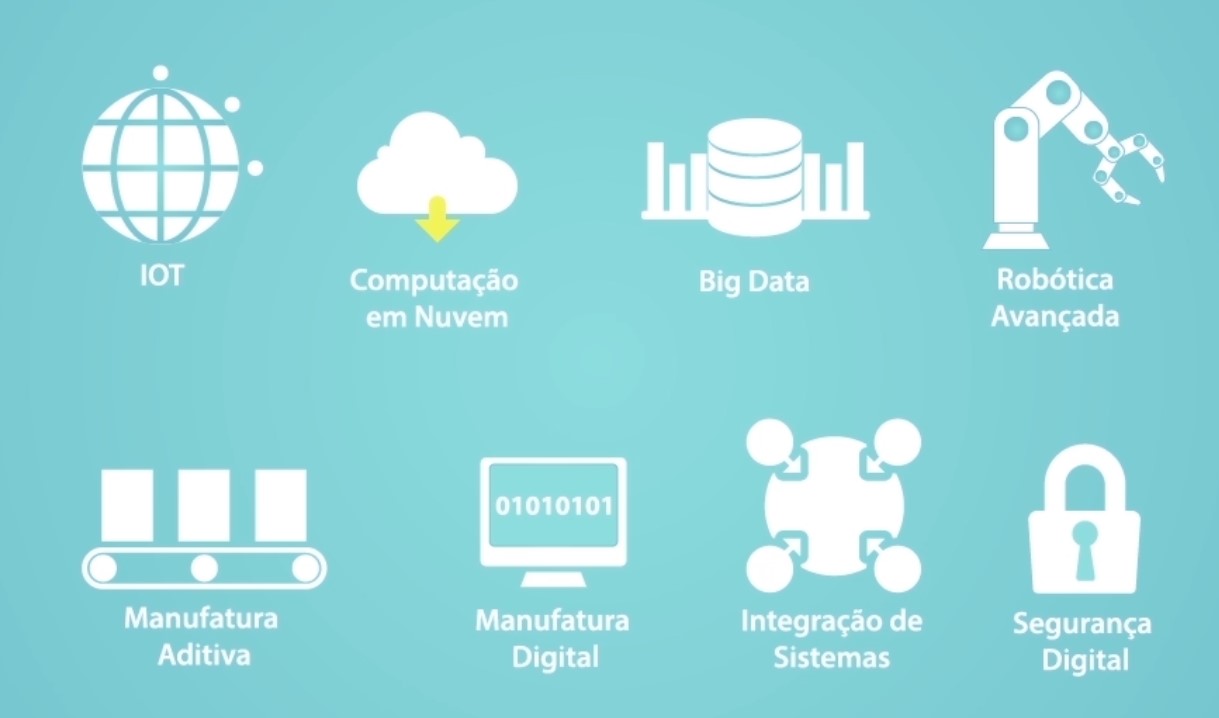 IOT
Computação
em Nuvem
Big Data
Robótica
Avançada
Manufatura
Aditiva
01010101
Manufatura
Digital
Integração de
Sistemas
Segurança
Digital